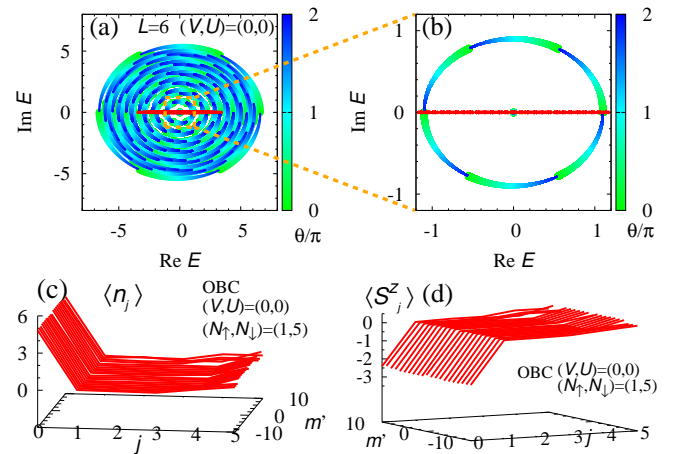 (a) L=6 (V,U)=(0,0)
Im E
5
0
-5
-5 0 5
Re E
2
1
0
θ/π
(b)
Im E
1
0
-1
-1 0 1
Re E
2
1
0
θ/π
(c) ⟨n_j⟩
OBC
(V,U)=(0,0)
(N↑,N↓)=(1,5)
6
3
0
0 1 2 3 4 5
j
10
0
-10
m'
⟨S^z_j⟩ (d)
0
-1
-2
-3
OBC (V,U)=(0,0)
(N↑,N↓)=(1,5)
10
0
-10
m'
0 1 2 3 4 5
j